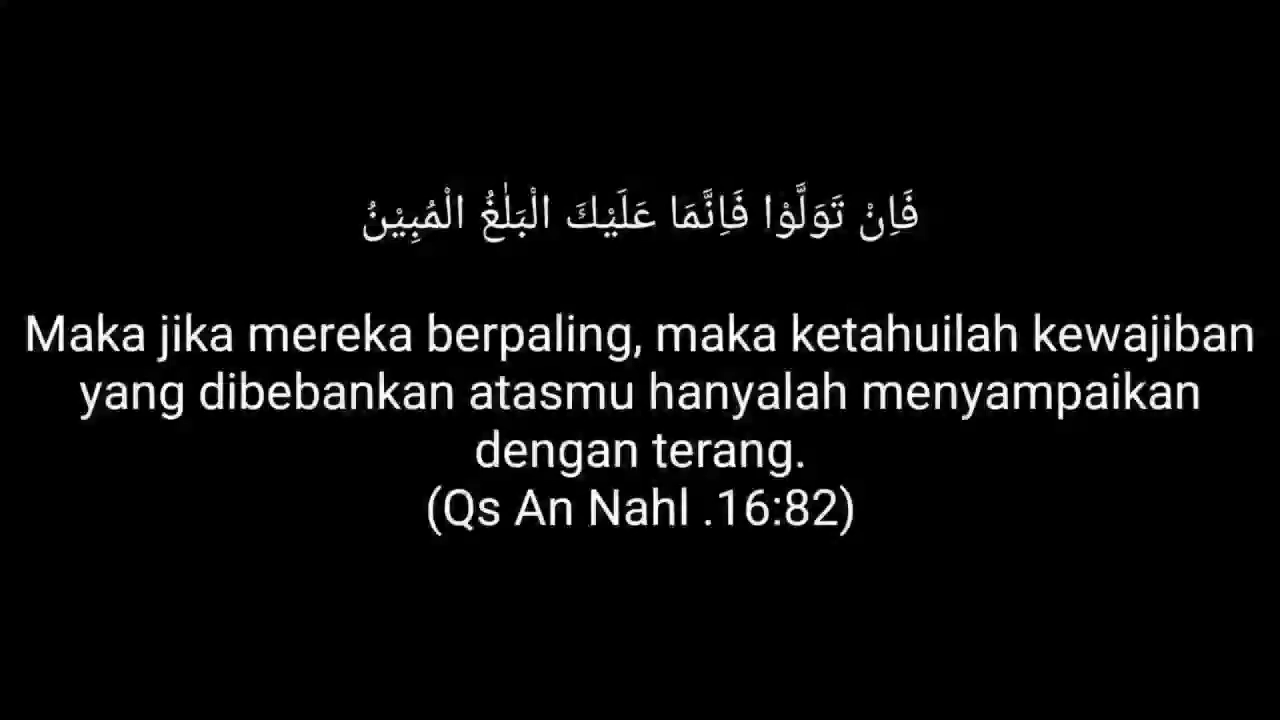 فَاِنْ تَوَلَّوْا فَاِنَّمَا عَلَيْكَ الْبَلٰغُ الْمُبِيْنُ
Maka jika mereka berpaling, maka ketahuilah kewajiban
yang dibebankan atasmu hanyalah menyampaikan
dengan terang.
(Qs An Nahl .16:82)